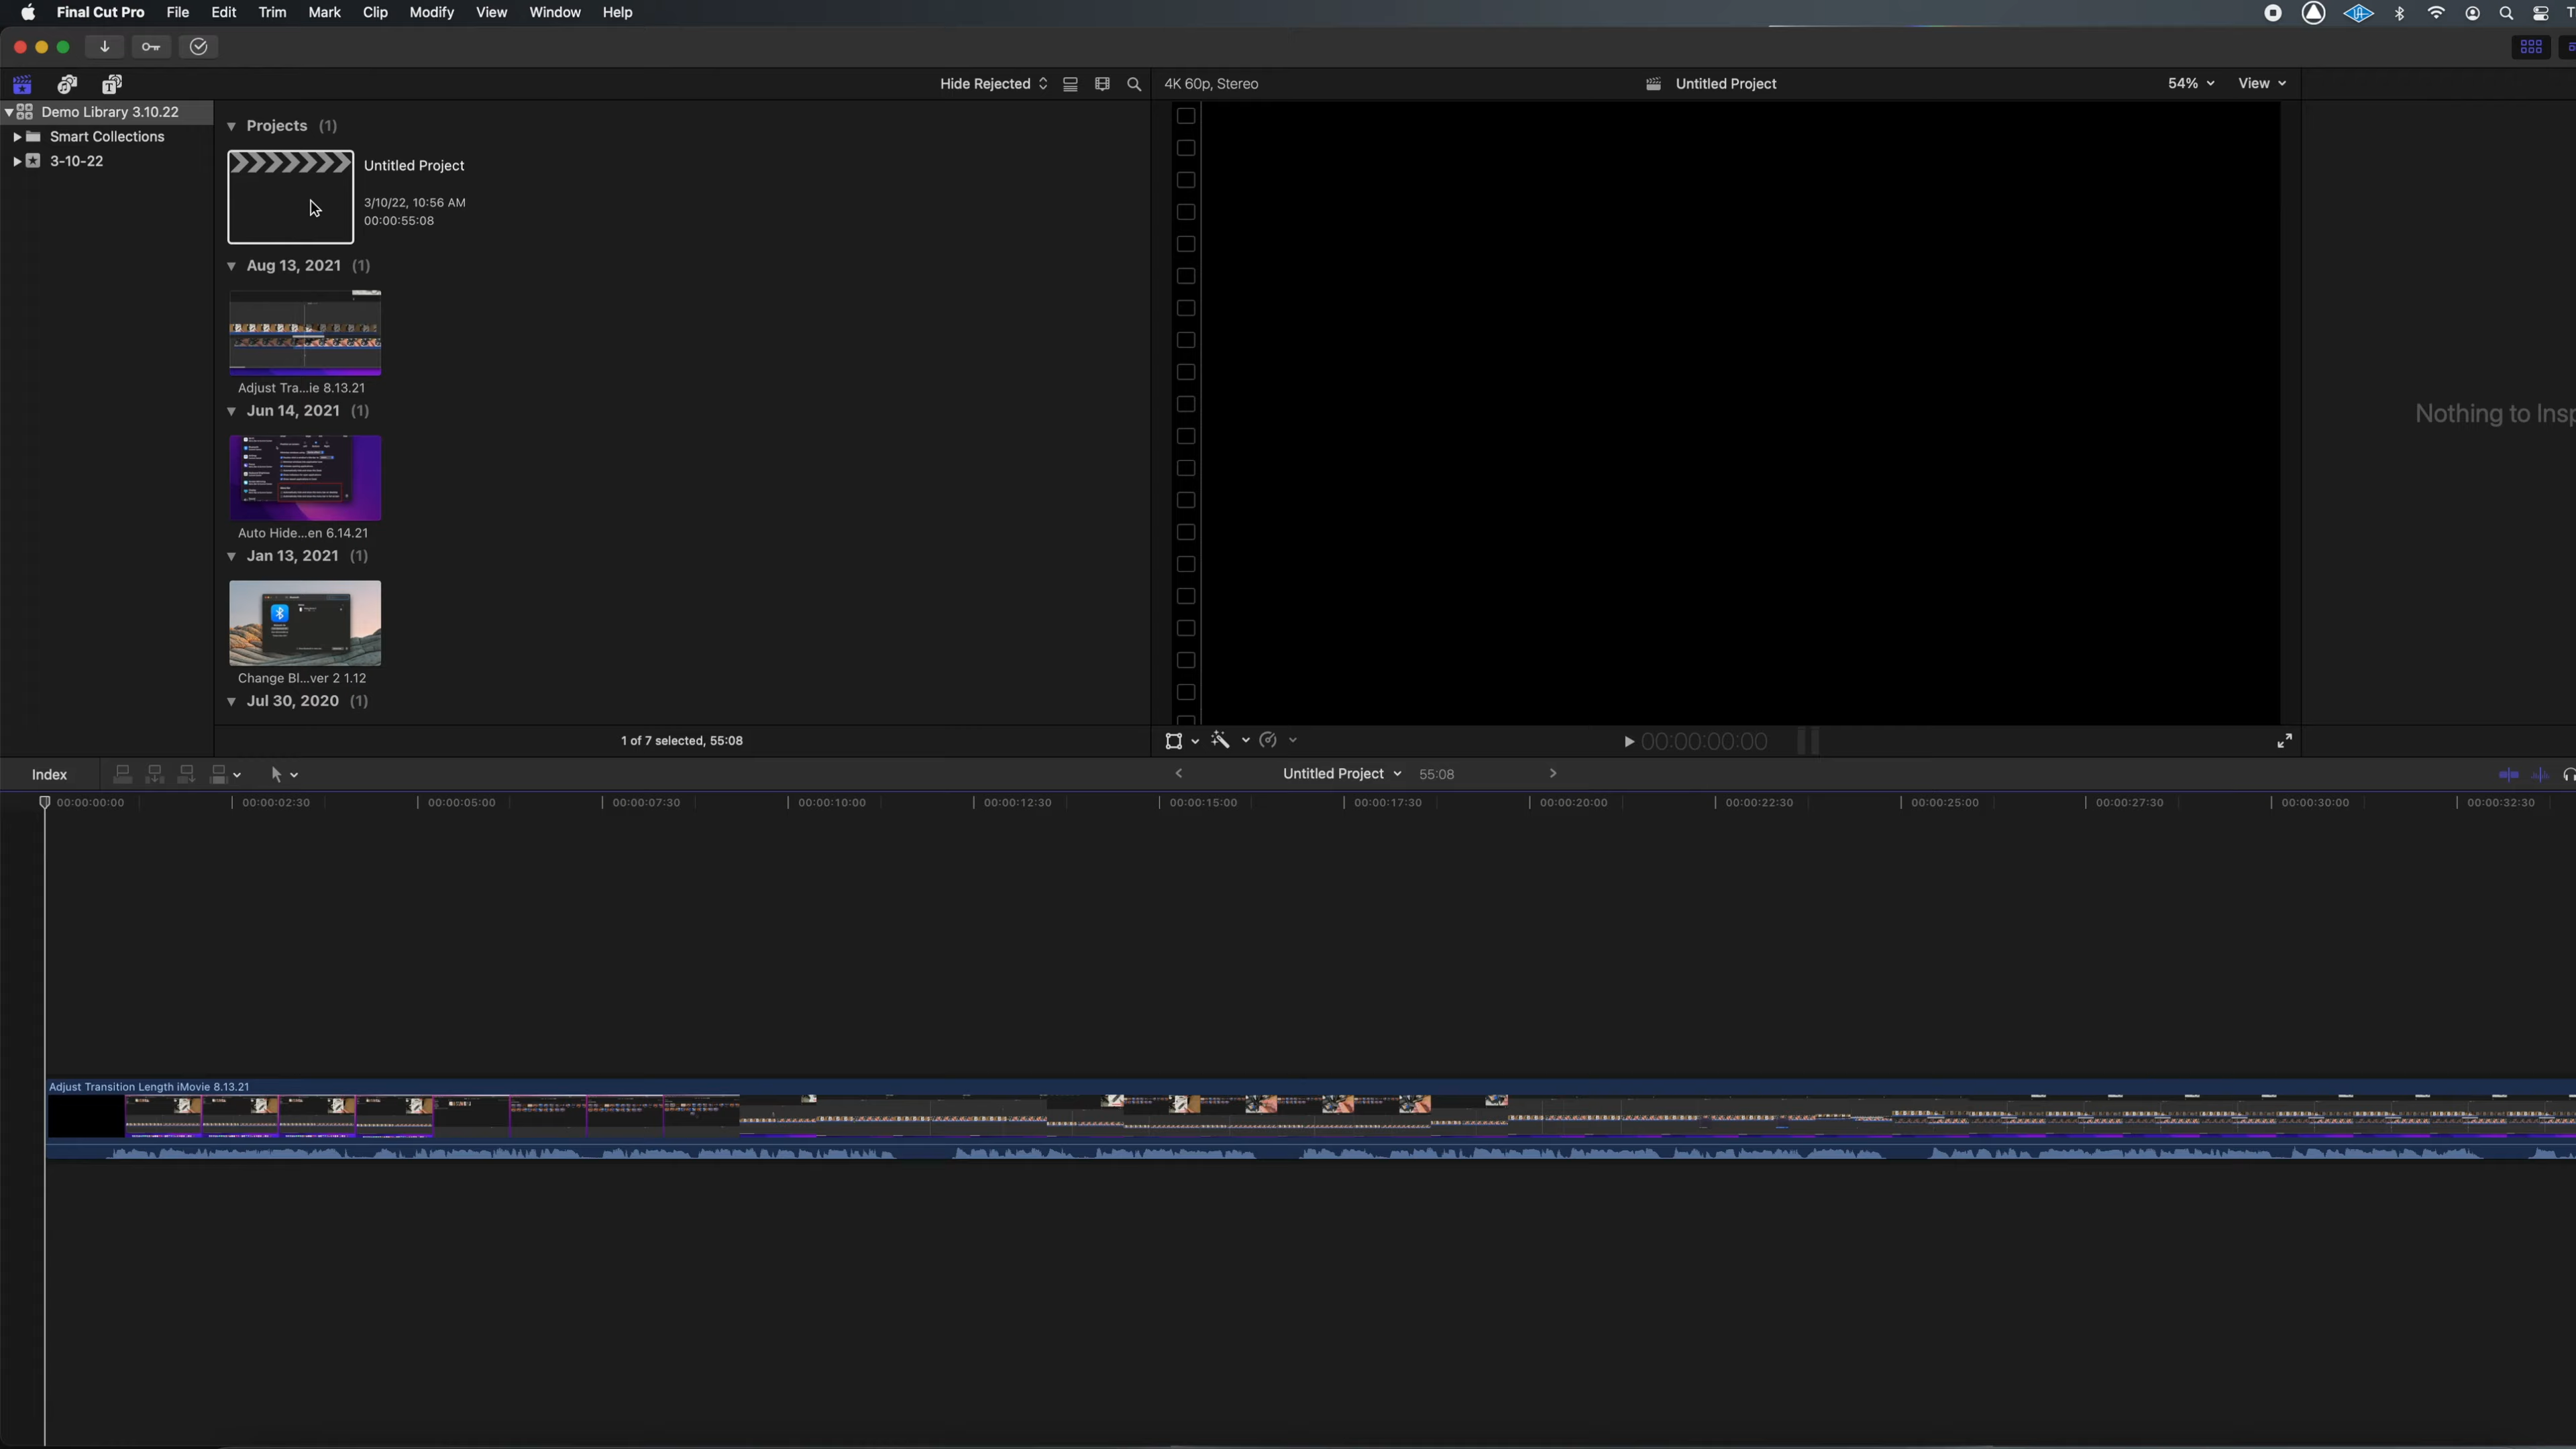 Final Cut Pro File Edit Trim Mark Clip Modify View Window Help
Hide Rejected
4K 60p, Stereo
Untitled Project
54%
View
Demo Library 3.10.22
Smart Collections
3-10-22
Projects (1)
Untitled Project
3/10/22, 10:56 AM
00:00:55:08
Aug 13, 2021 (1)
Adjust Tra...ie 8.13.21
Jun 14, 2021 (1)
Auto Hide...en 6.14.21
Jan 13, 2021 (1)
Change Bl...ver 2 1.12
Jul 30, 2020 (1)
Nothing to Insp
1 of 7 selected, 55:08
00:00:00:00
Index
Untitled Project
55:08
00:00:00:00 00:00:02:30 00:00:05:00 00:00:07:30 00:00:10:00 00:00:12:30 00:00:15:00 00:00:17:30 00:00:20:00 00:00:22:30 00:00:25:00 00:00:27:30 00:00:30:00 00:00:32:30
Adjust Transition Length iMovie 8.13.21